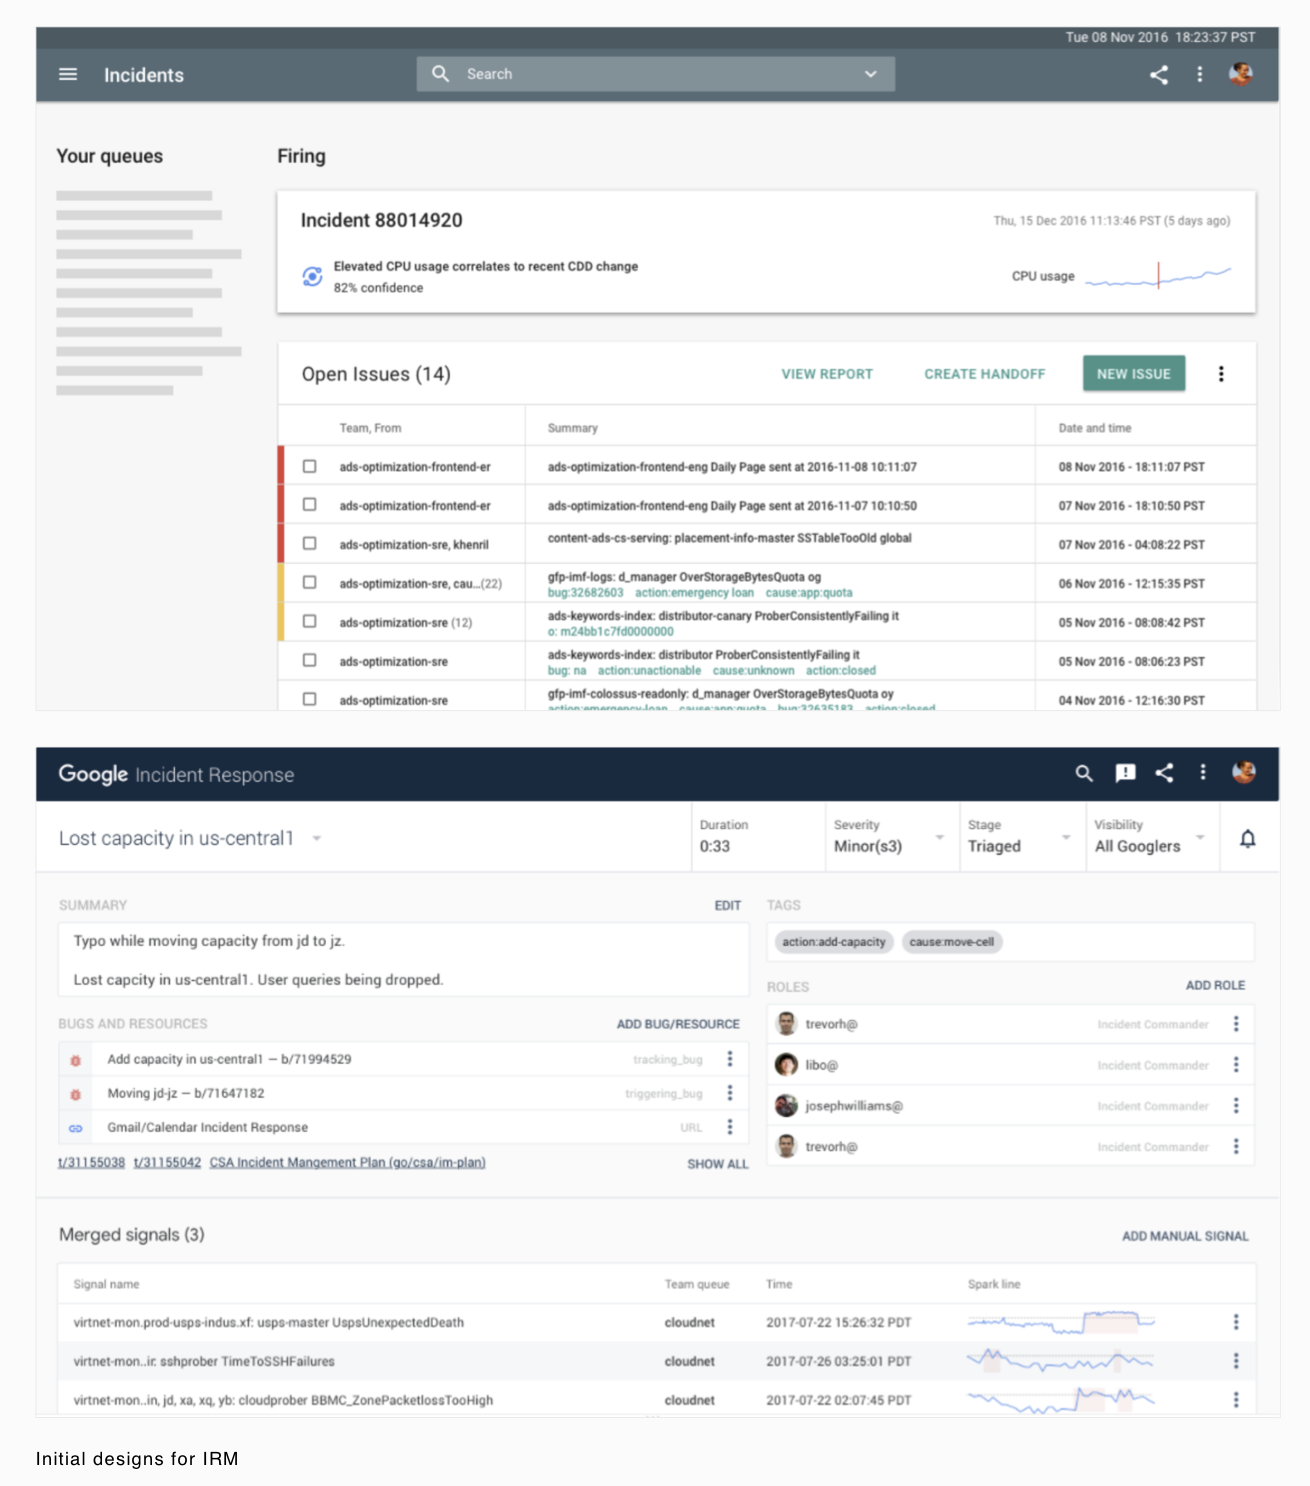 Tue 08 Nov 2016 18:23:37 PST
Incidents
Search
Your queues
Firing
Incident 88014920
Thu, 15 Dec 2016 11:13:46 PST (5 days ago)
Elevated CPU usage correlates to recent CDD change
82% confidence
CPU usage
Open Issues (14)
VIEW REPORT
CREATE HANDOFF
NEW ISSUE
Team, From
Summary
Date and time
ads-optimization-frontend-er
ads-optimization-frontend-eng Daily Page sent at 2016-11-08 10:11:07
08 Nov 2016 - 18:11:07 PST
ads-optimization-frontend-er
ads-optimization-frontend-eng Daily Page sent at 2016-11-07 10:10:50
07 Nov 2016 - 18:10:50 PST
ads-optimization-sre, khenril
content-ads-cs-serving: placement-info-master SSTableTooOld global
07 Nov 2016 - 04:08:22 PST
ads-optimization-sre, cau...(22)
gfp-imf-logs: d_manager OverStorageBytesQuota og
bug:32682603 action:emergency loan cause:app:quota
06 Nov 2016 - 12:15:35 PST
ads-optimization-sre (12)
ads-keywords-index: distributor-canary ProberConsistentlyFailing it
o: m24bb1c7fd0000000
05 Nov 2016 - 08:08:42 PST
ads-optimization-sre
ads-keywords-index: distributor ProberConsistentlyFailing it
bug: na action:unactionable cause:unknown action:closed
05 Nov 2016 - 08:06:23 PST
ads-optimization-sre
gfp-imf-colossus-readonly: d_manager OverStorageBytesQuota oy
action:emergency-loan cause:app:quota bug:32635183 action:closed
04 Nov 2016 - 12:16:30 PST
Google Incident Response
Lost capacity in us-central1
Duration
0:33
Severity
Minor(s3)
Stage
Triaged
Visibility
All Googlers
SUMMARY
EDIT
Typo while moving capacity from jd to jz.
Lost capcity in us-central1. User queries being dropped.
TAGS
action:add-capacity
cause:move-cell
BUGS AND RESOURCES
ADD BUG/RESOURCE
Add capacity in us-central1 – b/71994529
tracking_bug
Moving jd-jz – b/71647182
triggering_bug
Gmail/Calendar Incident Response
URL
t/31155038 t/31155042 CSA Incident Mangement Plan (go/csa/im-plan)
SHOW ALL
ROLES
ADD ROLE
trevorh@
Incident Commander
libo@
Incident Commander
josephwilliams@
Incident Commander
trevorh@
Incident Commander
Merged signals (3)
ADD MANUAL SIGNAL
Signal name
Team queue
Time
Spark line
virtnet-mon.prod-usps-indus.xf: usps-master UspsUnexpectedDeath
cloudnet
2017-07-22 15:26:32 PDT
virtnet-mon..ir: sshprober TimeToSSHFailures
cloudnet
2017-07-26 03:25:01 PDT
virtnet-mon..in, jd, xa, xq, yb: cloudprober BBMC_ZonePacketlossTooHigh
cloudnet
2017-07-22 02:07:45 PDT
Initial designs for IRM